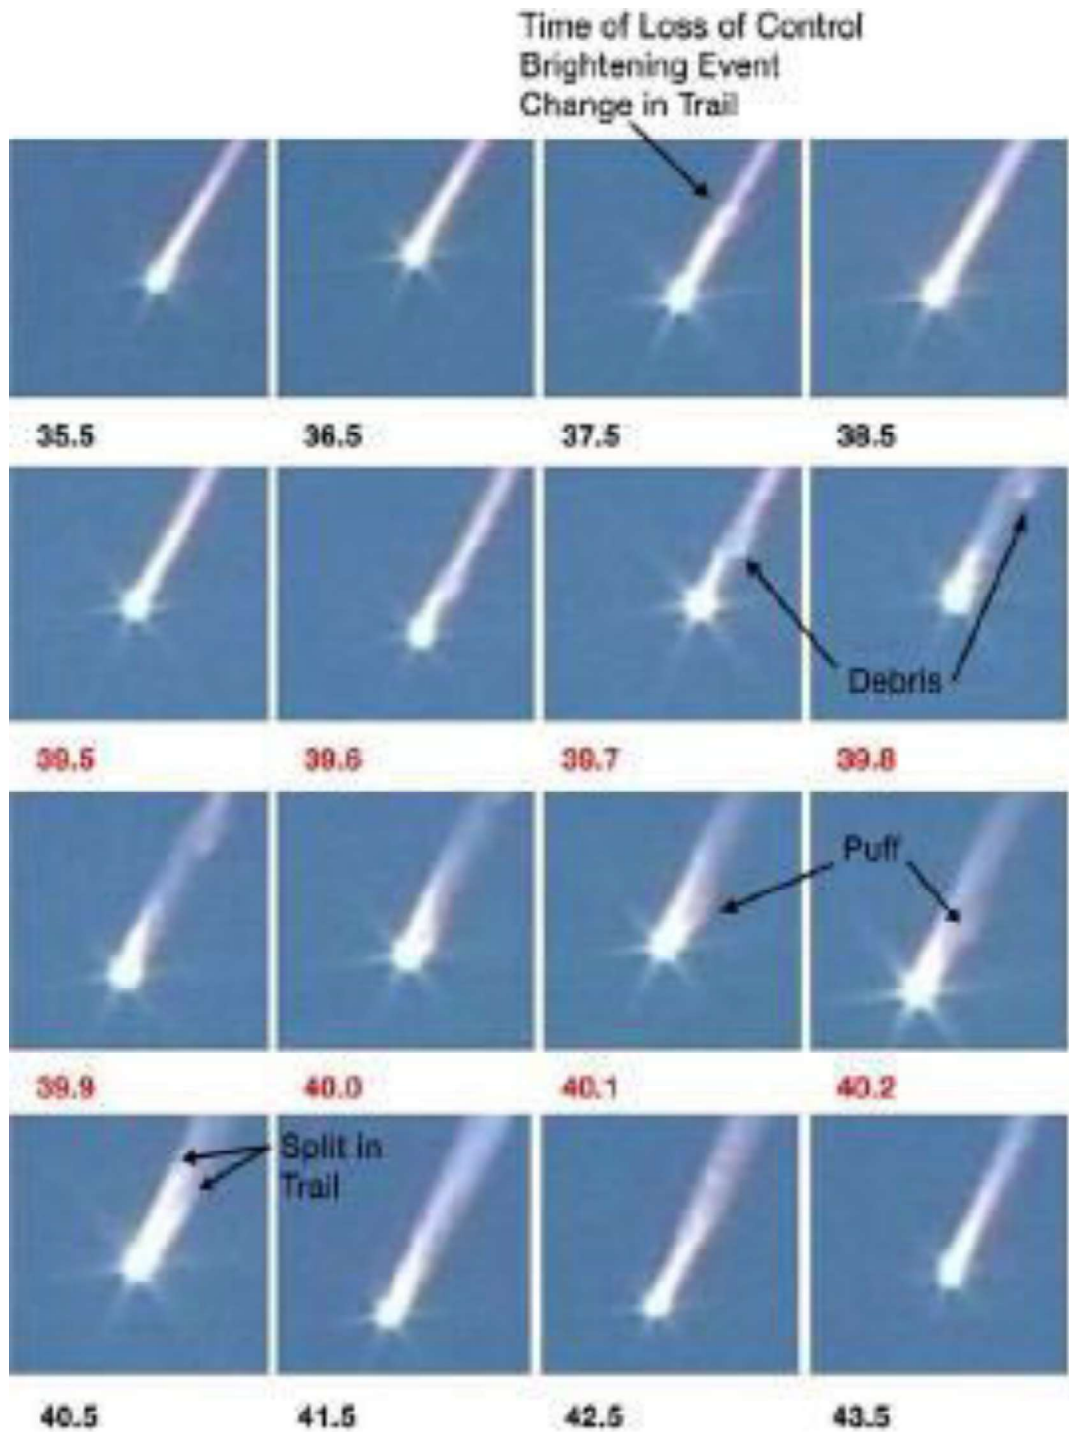 Time of Loss of Control
Brightening Event
Change in Trail
35.5
36.5
37.5
38.5
Debris
39.5
39.6
39.7
39.8
Puff
39.9
40.0
40.1
40.2
Split in
Trail
40.5
41.5
42.5
43.5